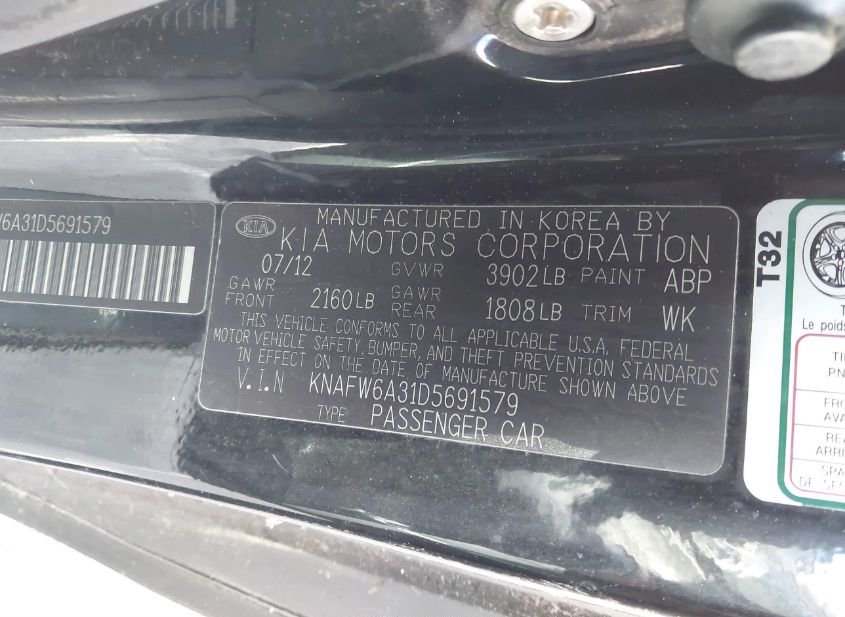 W6A31D5691579
KIA
MANUFACTURED IN KOREA BY
KIA MOTORS CORPORATION
07/12 GVWR 3902LB PAINT ABP
GAWR FRONT 2160LB GAWR REAR 1808LB TRIM WK
THIS VEHICLE CONFORMS TO ALL APPLICABLE U.S.A. FEDERAL
MOTOR VEHICLE SAFETY, BUMPER, AND THEFT PREVENTION STANDARDS
IN EFFECT ON THE DATE OF MANUFACTURE SHOWN ABOVE
V.I.N KNAFW6A31D5691579
TYPE PASSENGER CAR
T32
Le poids